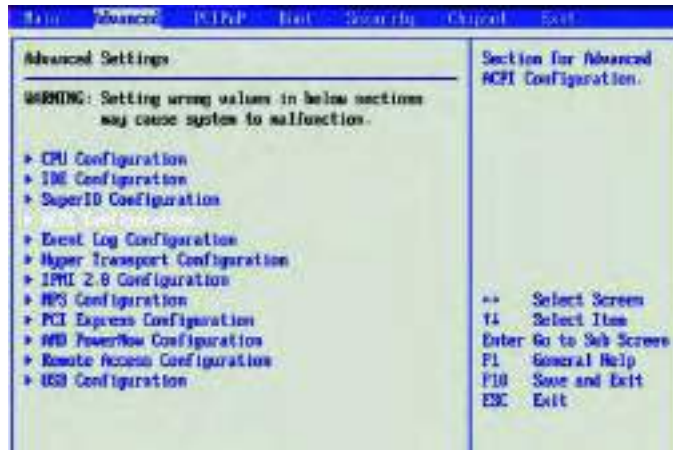 Main Advanced PCIPnP Boot Security Chipset Exit
Advanced Settings
WARNING: Setting wrong values in below sections
may cause system to malfunction.
CPU Configuration
IDE Configuration
SuperIO Configuration
ACPI Configuration
Event Log Configuration
Hyper Transport Configuration
IPMI 2.0 Configuration
MPS Configuration
PCI Express Configuration
AMD PowerNow Configuration
Remote Access Configuration
USB Configuration
Section for Advanced
ACPI Configuration.
↔ Select Screen
↑↓ Select Item
Enter Go to Sub Screen
F1 General Help
F10 Save and Exit
ESC Exit